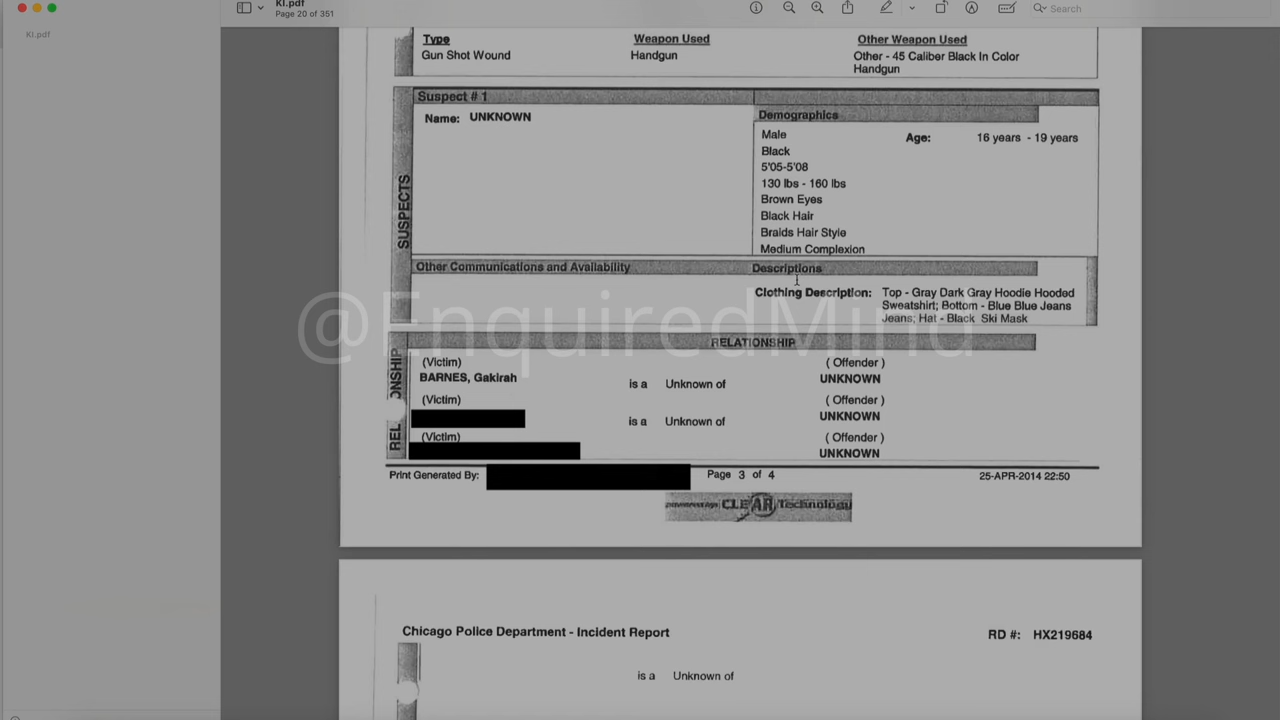 KI.pdf
Page 20 of 351
Search
KI.pdf
Type Weapon Used Other Weapon Used
Gun Shot Wound Handgun Other - 45 Caliber Black In Color
Handgun
SUSPECTS
Suspect # 1
Name: UNKNOWN
Demographics
Male Age: 16 years - 19 years
Black
5'05-5'08
130 lbs - 160 lbs
Brown Eyes
Black Hair
Braids Hair Style
Medium Complexion
Other Communications and Availability Descriptions
Clothing Description: Top - Gray Dark Gray Hoodie Hooded
Sweatshirt; Bottom - Blue Blue Jeans
Jeans; Hat - Black Ski Mask
@EnquiredMind
RELATIONSHIP
REL ONSHIP
(Victim) ( Offender )
BARNES, Gakirah is a Unknown of UNKNOWN
(Victim) ( Offender )
is a Unknown of UNKNOWN
(Victim) ( Offender )
UNKNOWN
Print Generated By: Page 3 of 4 25-APR-2014 22:50
CLEAR Technology
Chicago Police Department - Incident Report RD #: HX219684
is a Unknown of